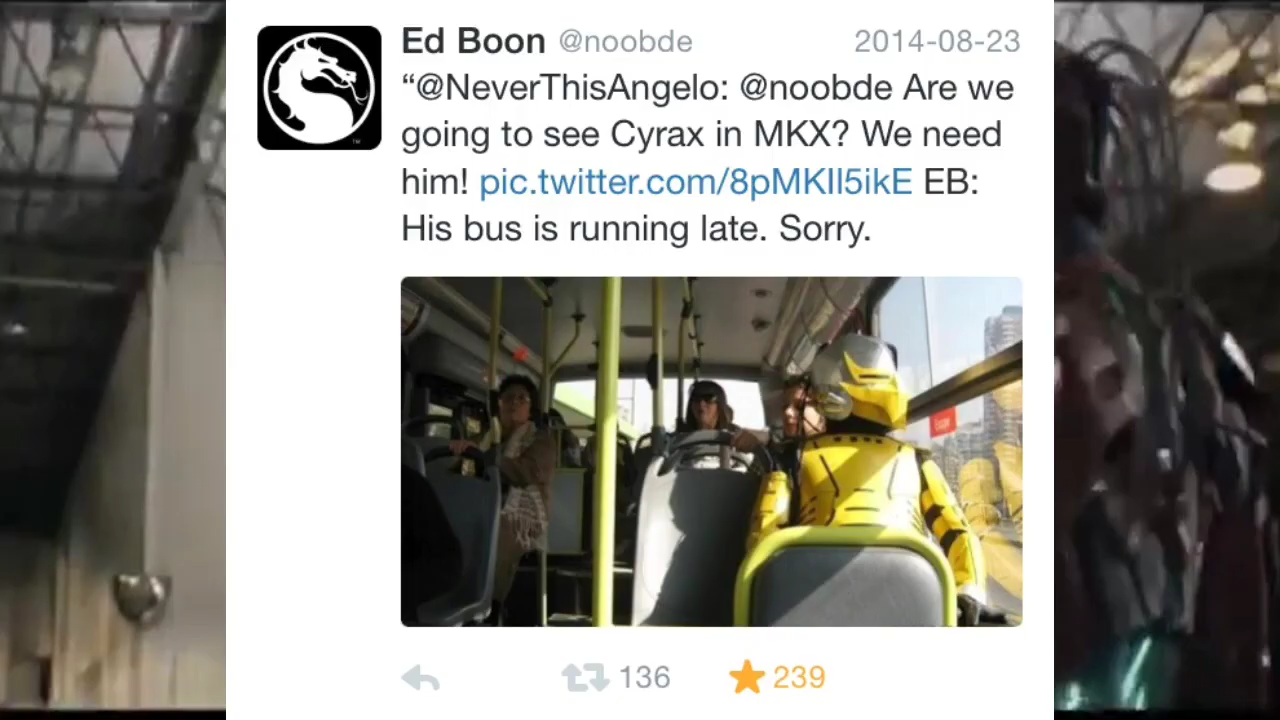 Ed Boon @noobde 2014-08-23
“@NeverThisAngelo: @noobde Are we
going to see Cyrax in MKX? We need
him! pic.twitter.com/8pMKIl5ikE EB:
His bus is running late. Sorry.
136 239